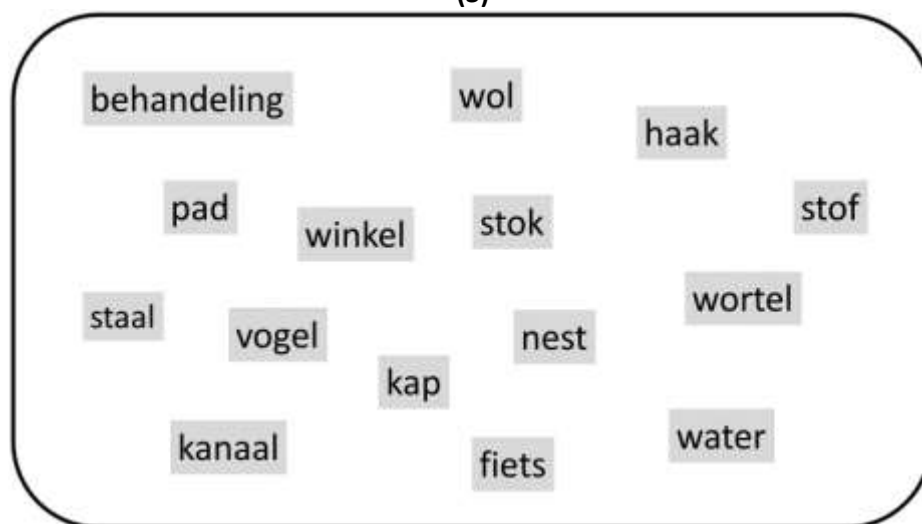 behandeling
wol
haak
pad
winkel
stok
stof
staal
vogel
nest
wortel
kap
kanaal
fiets
water